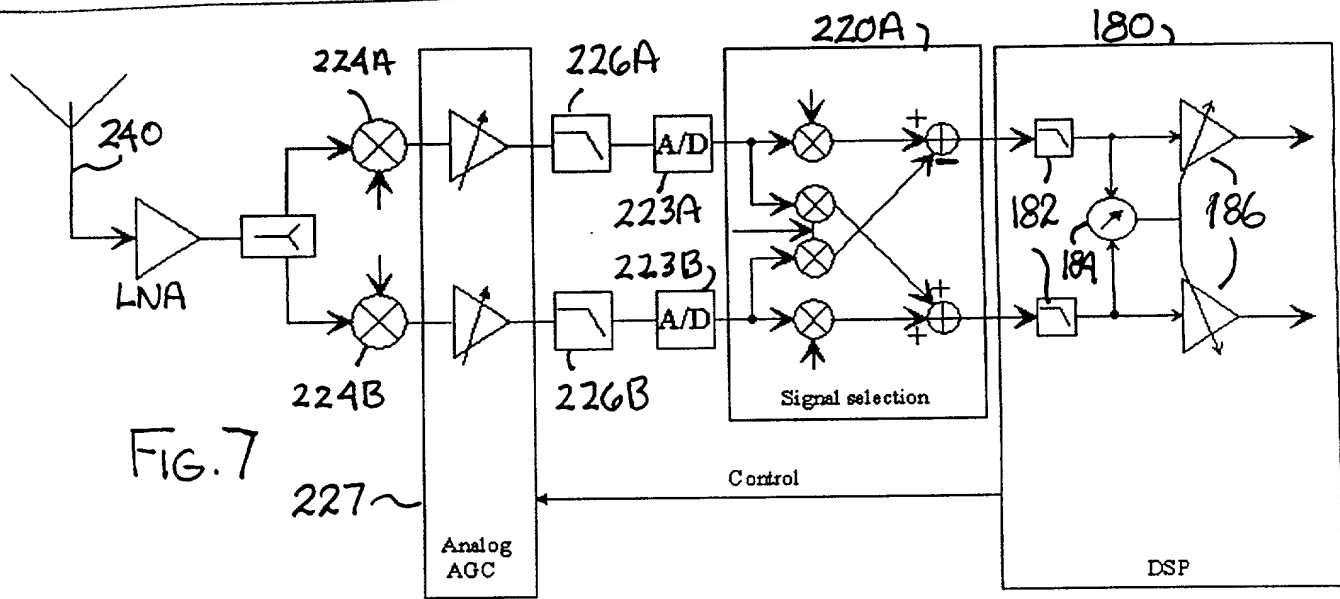 220A
180
224A
226A
240
A/D
223A
+
-
182
184
186
LNA
223B
A/D
+
+
224B
226B
Signal selection
FIG. 7
227
Control
Analog
AGC
DSP